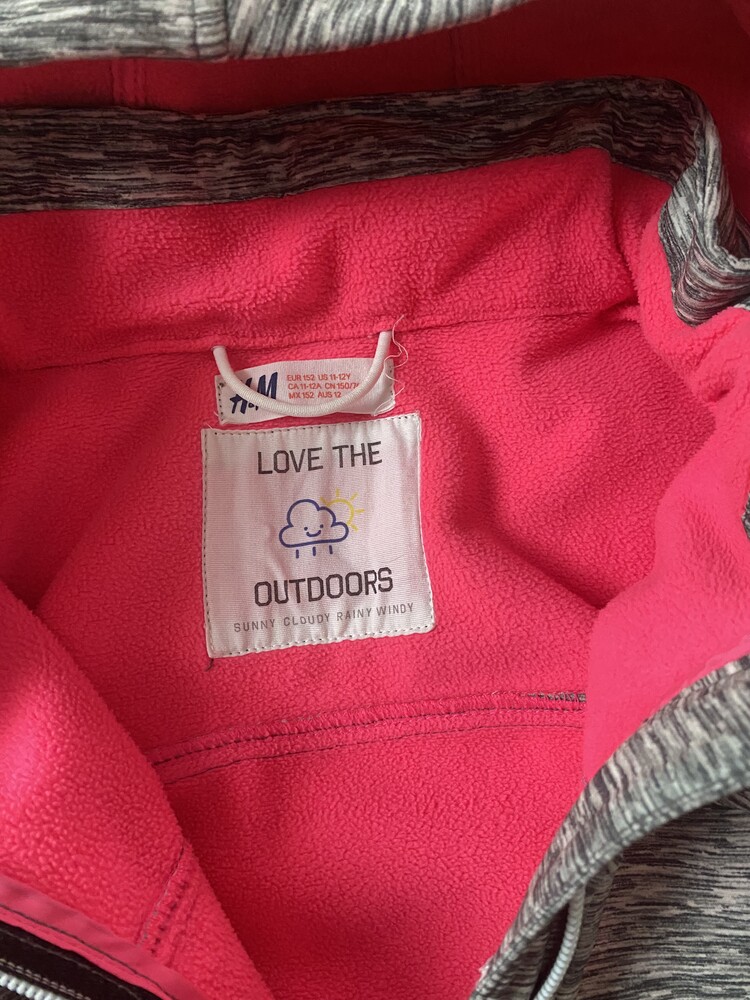 H&M
EUR 152 US 11-12Y
CA 11-12A CN 150/
MX 152 AUS 12
LOVE THE
OUTDOORS
SUNNY CLOUDY RAINY WINDY